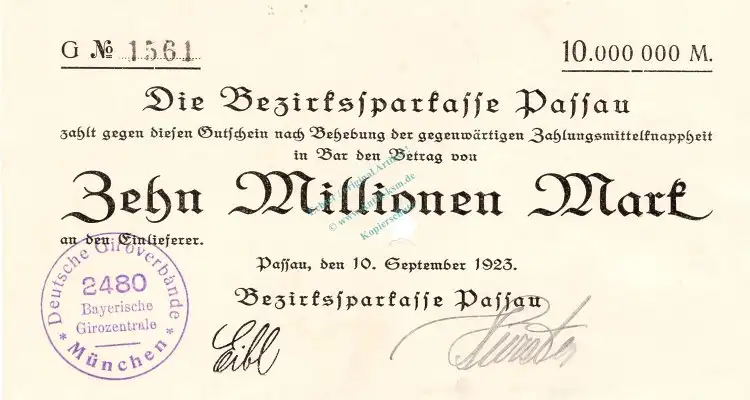 G № 1561
10.000 000 M.
Die Bezirkssparkasse Passau
zahlt gegen diesen Gutschein nach Behebung der gegenwärtigen Zahlungsmittelknappheit
in Bar den Betrag von
Zehn Millionen Mark
an den Einlieferer.
Passau, den 10. September 1923.
Bezirkssparkasse Passau
Deutsche Giroverbände
2480
Bayerische
Girozentrale
* München *
Eibl